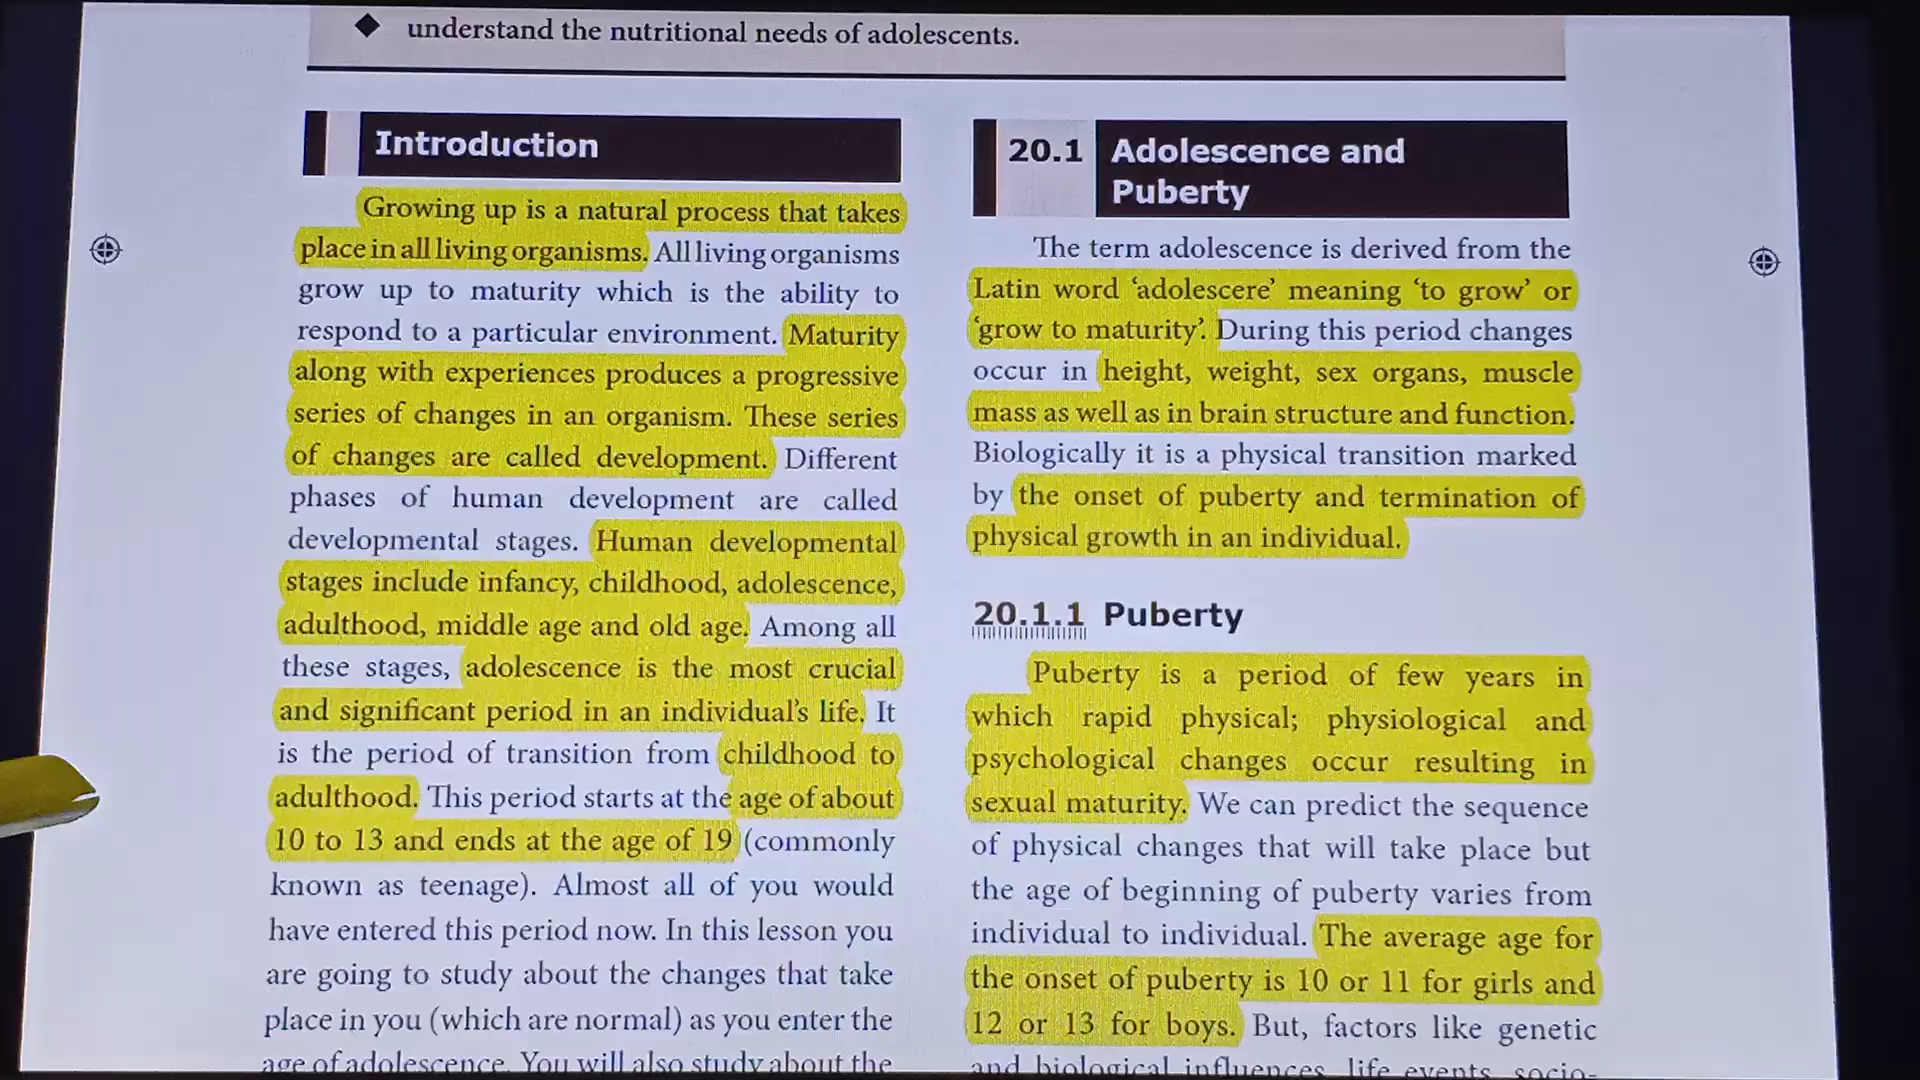 ◆ understand the nutritional needs of adolescents.
Introduction
Growing up is a natural process that takes
place in all living organisms. All living organisms
grow up to maturity which is the ability to
respond to a particular environment. Maturity
along with experiences produces a progressive
series of changes in an organism. These series
of changes are called development. Different
phases of human development are called
developmental stages. Human developmental
stages include infancy, childhood, adolescence,
adulthood, middle age and old age. Among all
these stages, adolescence is the most crucial
and significant period in an individual's life. It
is the period of transition from childhood to
adulthood. This period starts at the age of about
10 to 13 and ends at the age of 19 (commonly
known as teenage). Almost all of you would
have entered this period now. In this lesson you
are going to study about the changes that take
place in you (which are normal) as you enter the
age of adolescence. You will also study about the
20.1 Adolescence and
Puberty
The term adolescence is derived from the
Latin word 'adolescere' meaning 'to grow' or
'grow to maturity'. During this period changes
occur in height, weight, sex organs, muscle
mass as well as in brain structure and function.
Biologically it is a physical transition marked
by the onset of puberty and termination of
physical growth in an individual.
20.1.1 Puberty
Puberty is a period of few years in
which rapid physical; physiological and
psychological changes occur resulting in
sexual maturity. We can predict the sequence
of physical changes that will take place but
the age of beginning of puberty varies from
individual to individual. The average age for
the onset of puberty is 10 or 11 for girls and
12 or 13 for boys. But, factors like genetic
and biological influences, life events, socio-